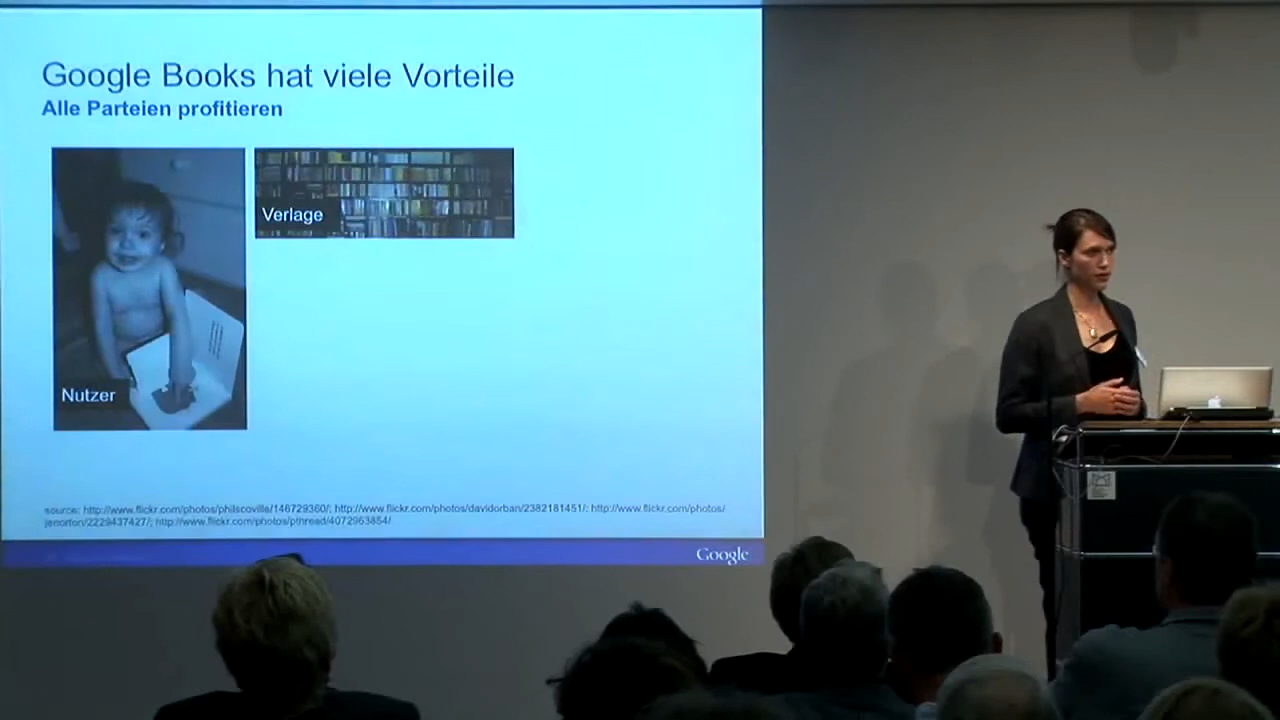 Google Books hat viele Vorteile
Alle Parteien profitieren
Verlage
Nutzer
source: http://www.flickr.com/photos/philscoville/146729360/; http://www.flickr.com/photos/davidorban/2382181451/; http://www.flickr.com/photos/
jenorton/2229437427/; http://www.flickr.com/photos/pthread/4072963854/
Google